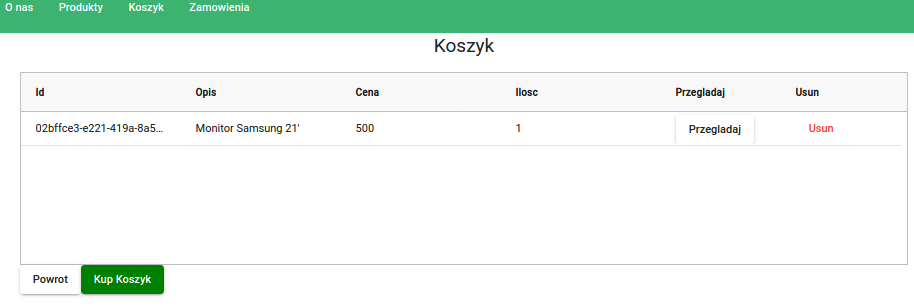 O nas Produkty Koszyk Zamowienia
Koszyk
Id Opis Cena Ilosc Przegladaj Usun
02bffce3-e221-419a-8a5... Monitor Samsung 21' 500 1 Przegladaj Usun
Powrot Kup Koszyk